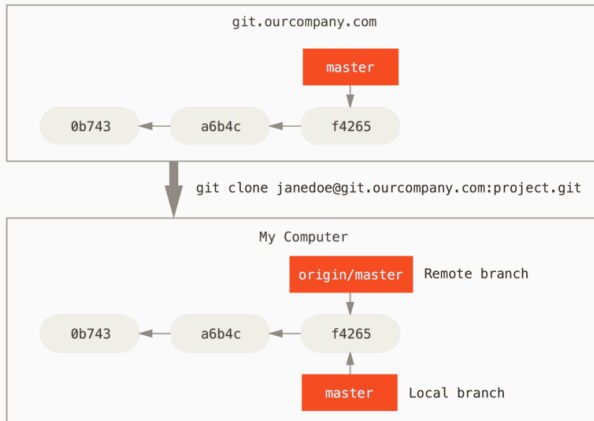 git.ourcompany.com
master
0b743 a6b4c f4265
git clone janedoe@git.ourcompany.com:project.git
My Computer
origin/master Remote branch
0b743 a6b4c f4265
master Local branch